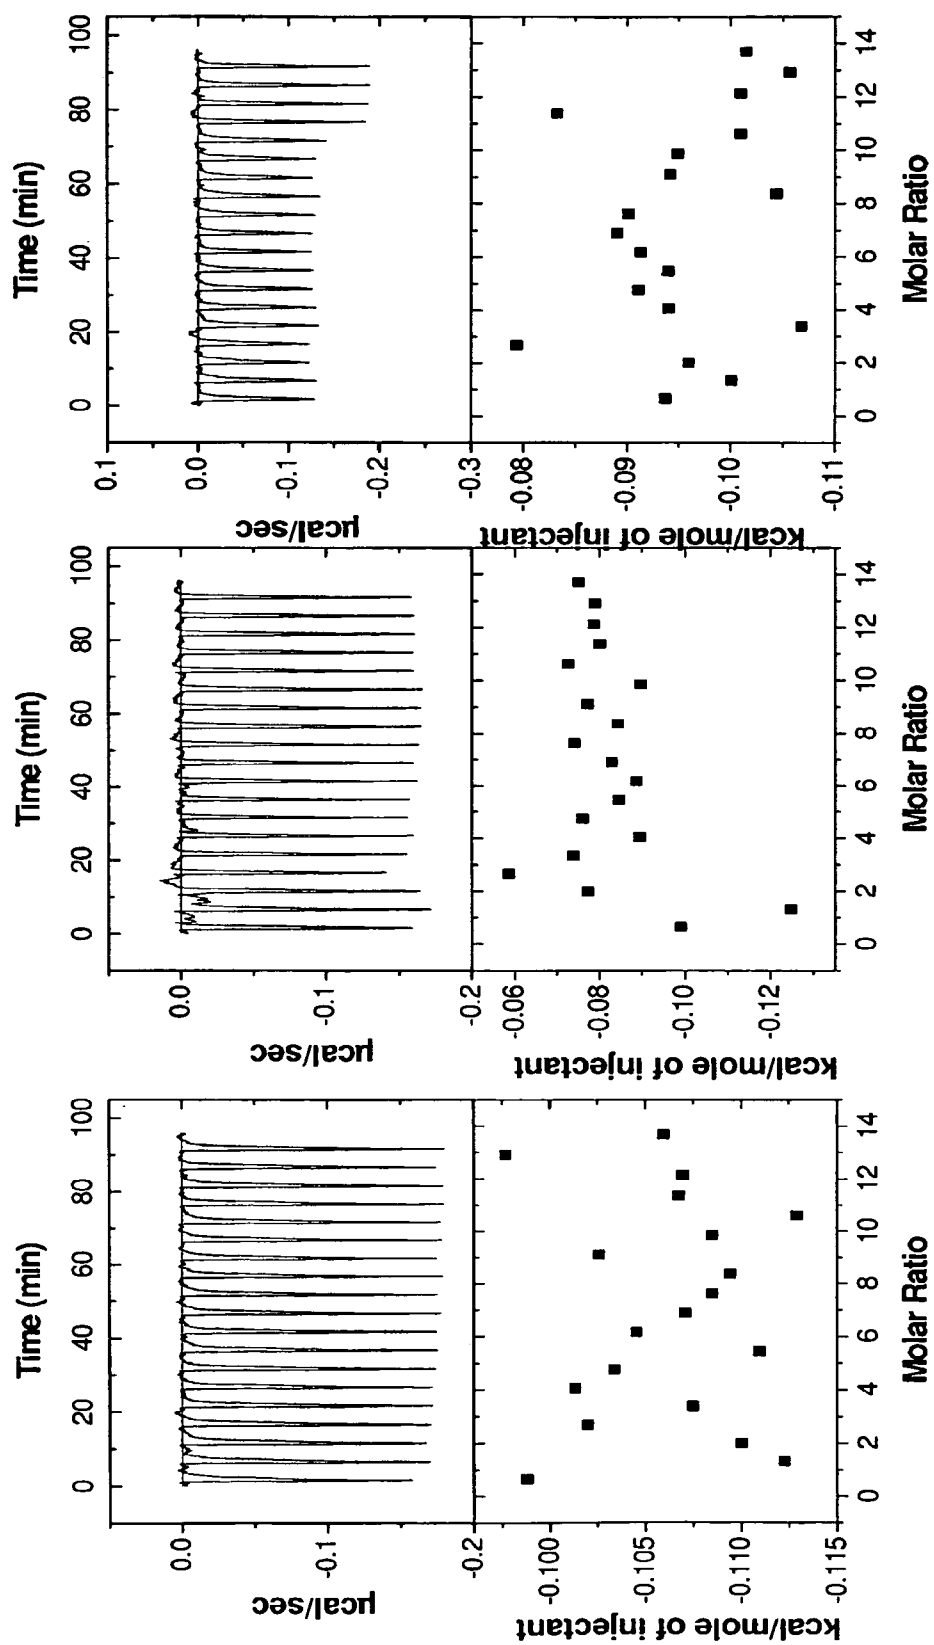 Time (min)
0 20 40 60 80 100
0.0
-0.1
-0.2
µcal/sec
-0.100
-0.105
-0.110
-0.115
kcal/mole of injectant
0 2 4 6 8 10 12 14
Molar Ratio
Time (min)
0 20 40 60 80 100
0.0
-0.1
-0.2
µcal/sec
-0.06
-0.08
-0.10
-0.12
kcal/mole of injectant
0 2 4 6 8 10 12 14
Molar Ratio
Time (min)
0 20 40 60 80 100
0.1
0.0
-0.1
-0.2
-0.3
µcal/sec
-0.08
-0.09
-0.10
-0.11
kcal/mole of injectant
0 2 4 6 8 10 12 14
Molar Ratio